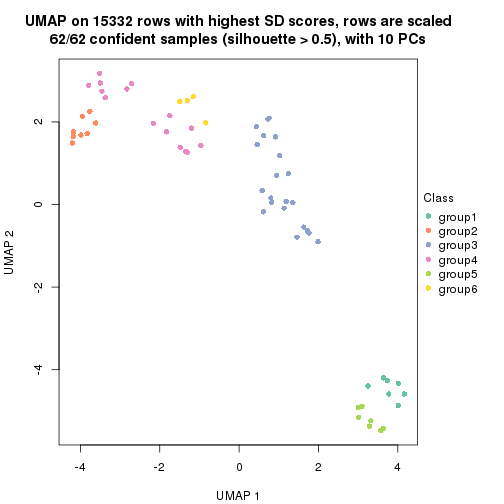 UMAP on 15332 rows with highest SD scores, rows are scaled
62/62 confident samples (silhouette > 0.5), with 10 PCs
2
0
-2
-4
UMAP 2
-4 -2 0 2 4
UMAP 1
Class
group1
group2
group3
group4
group5
group6